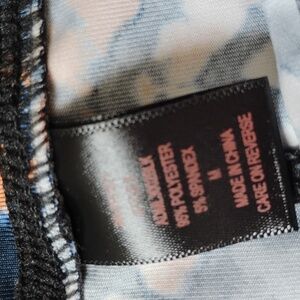 95% POLYESTER
5% SPANDEX
M
MADE IN CHINA
CARE ON REVERSE